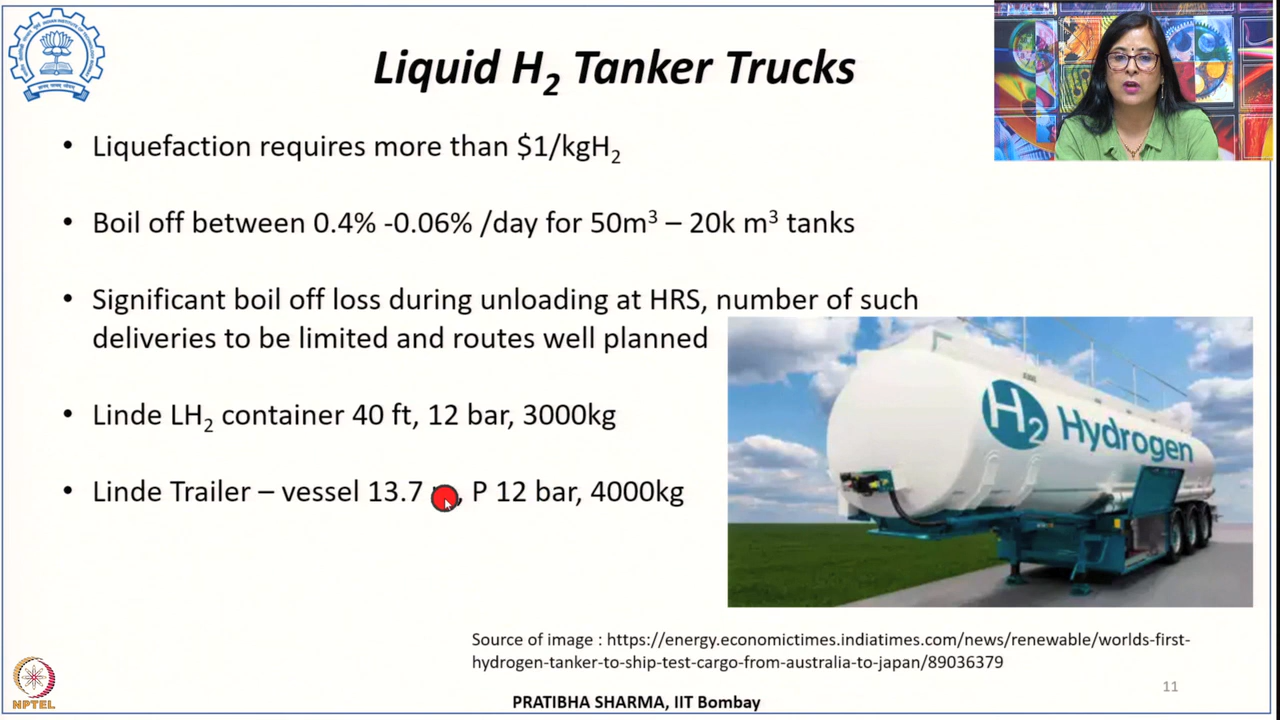 Liquid H2 Tanker Trucks
• Liquefaction requires more than $1/kgH2
• Boil off between 0.4% -0.06% /day for 50m3 – 20k m3 tanks
• Significant boil off loss during unloading at HRS, number of such
deliveries to be limited and routes well planned
• Linde LH2 container 40 ft, 12 bar, 3000kg
• Linde Trailer – vessel 13.7 , P 12 bar, 4000kg
H2 Hydrogen
Source of image : https://energy.economictimes.indiatimes.com/news/renewable/worlds-first-
hydrogen-tanker-to-ship-test-cargo-from-australia-to-japan/89036379
11
NPTEL
PRATIBHA SHARMA, IIT Bombay